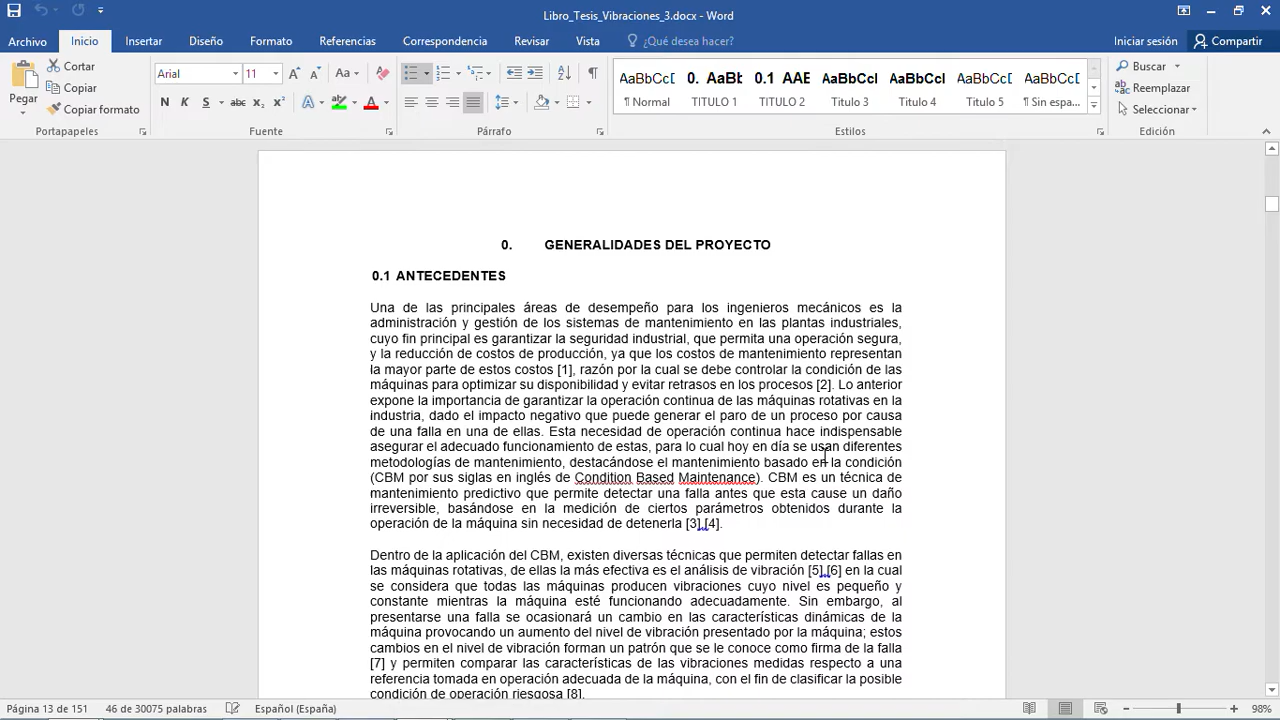 Libro_Tesis_Vibraciones_3.docx - Word
Archivo Inicio Insertar Diseño Formato Referencias Correspondencia Revisar Vista ¿Qué desea hacer? Iniciar sesión Compartir
Pegar
Cortar
Copiar
Copiar formato
Portapapeles
Arial 11
Aa
N K S abc x₂ x² A A
Fuente
Párrafo
AaBbCcD 0. AaBb 0.1 AAB AaBbCcI AaBbCcI AaBbCcD AaBbCcD
¶ Normal TITULO 1 TITULO 2 Titulo 3 Titulo 4 Titulo 5 ¶ Sin espa...
Estilos
Buscar
Reemplazar
Seleccionar
Edición
0. GENERALIDADES DEL PROYECTO
0.1 ANTECEDENTES
Una de las principales áreas de desempeño para los ingenieros mecánicos es la
administración y gestión de los sistemas de mantenimiento en las plantas industriales,
cuyo fin principal es garantizar la seguridad industrial, que permita una operación segura,
y la reducción de costos de producción, ya que los costos de mantenimiento representan
la mayor parte de estos costos [1], razón por la cual se debe controlar la condición de las
máquinas para optimizar su disponibilidad y evitar retrasos en los procesos [2]. Lo anterior
expone la importancia de garantizar la operación continua de las máquinas rotativas en la
industria, dado el impacto negativo que puede generar el paro de un proceso por causa
de una falla en una de ellas. Esta necesidad de operación continua hace indispensable
asegurar el adecuado funcionamiento de estas, para lo cual hoy en día se usan diferentes
metodologías de mantenimiento, destacándose el mantenimiento basado en la condición
(CBM por sus siglas en inglés de Condition Based Maintenance). CBM es un técnica de
mantenimiento predictivo que permite detectar una falla antes que esta cause un daño
irreversible, basándose en la medición de ciertos parámetros obtenidos durante la
operación de la máquina sin necesidad de detenerla [3],[4].
Dentro de la aplicación del CBM, existen diversas técnicas que permiten detectar fallas en
las máquinas rotativas, de ellas la más efectiva es el análisis de vibración [5],[6] en la cual
se considera que todas las máquinas producen vibraciones cuyo nivel es pequeño y
constante mientras la máquina esté funcionando adecuadamente. Sin embargo, al
presentarse una falla se ocasionará un cambio en las características dinámicas de la
máquina provocando un aumento del nivel de vibración presentado por la máquina; estos
cambios en el nivel de vibración forman un patrón que se le conoce como firma de la falla
[7] y permiten comparar las características de las vibraciones medidas respecto a una
referencia tomada en operación adecuada de la máquina, con el fin de clasificar la posible
condición de operación riesgosa [8].
Página 13 de 151 46 de 30075 palabras Español (España) 98%